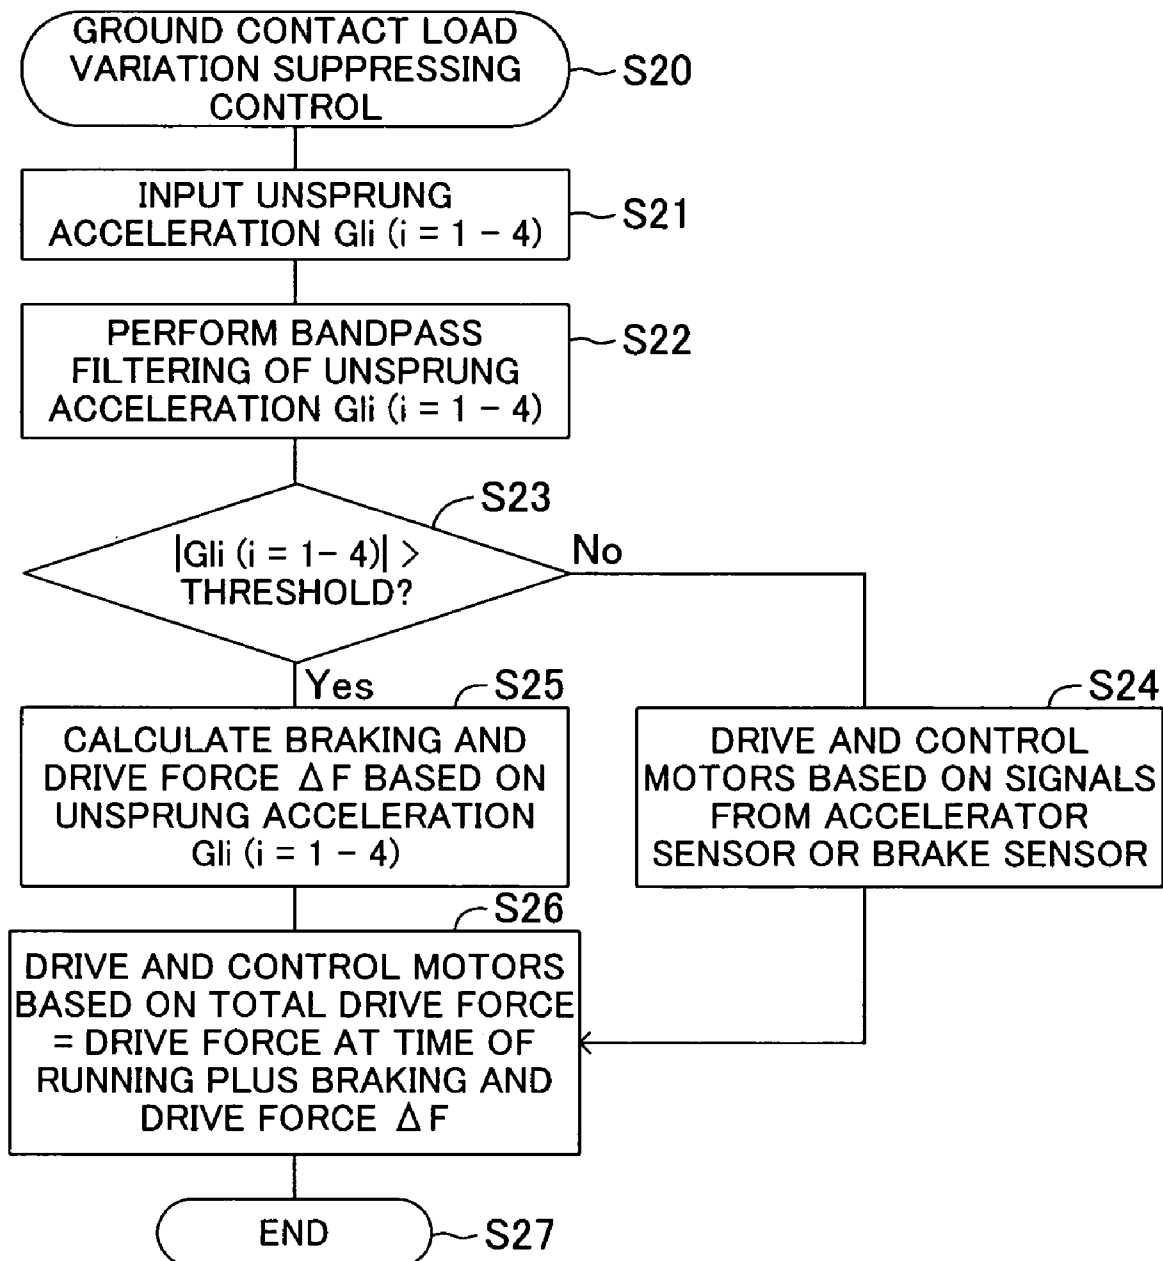 GROUND CONTACT LOAD
VARIATION SUPPRESSING
CONTROL
S20
INPUT UNSPRUNG
ACCELERATION Gli (i = 1 – 4)
S21
PERFORM BANDPASS
FILTERING OF UNSPRUNG
ACCELERATION Gli (i = 1 – 4)
S22
S23
|Gli (i = 1– 4)| >
THRESHOLD?
No
Yes
S25
CALCULATE BRAKING AND
DRIVE FORCE ΔF BASED ON
UNSPRUNG ACCELERATION
Gli (i = 1 – 4)
S24
DRIVE AND CONTROL
MOTORS BASED ON SIGNALS
FROM ACCELERATOR
SENSOR OR BRAKE SENSOR
S26
DRIVE AND CONTROL MOTORS
BASED ON TOTAL DRIVE FORCE
= DRIVE FORCE AT TIME OF
RUNNING PLUS BRAKING AND
DRIVE FORCE ΔF
END
S27